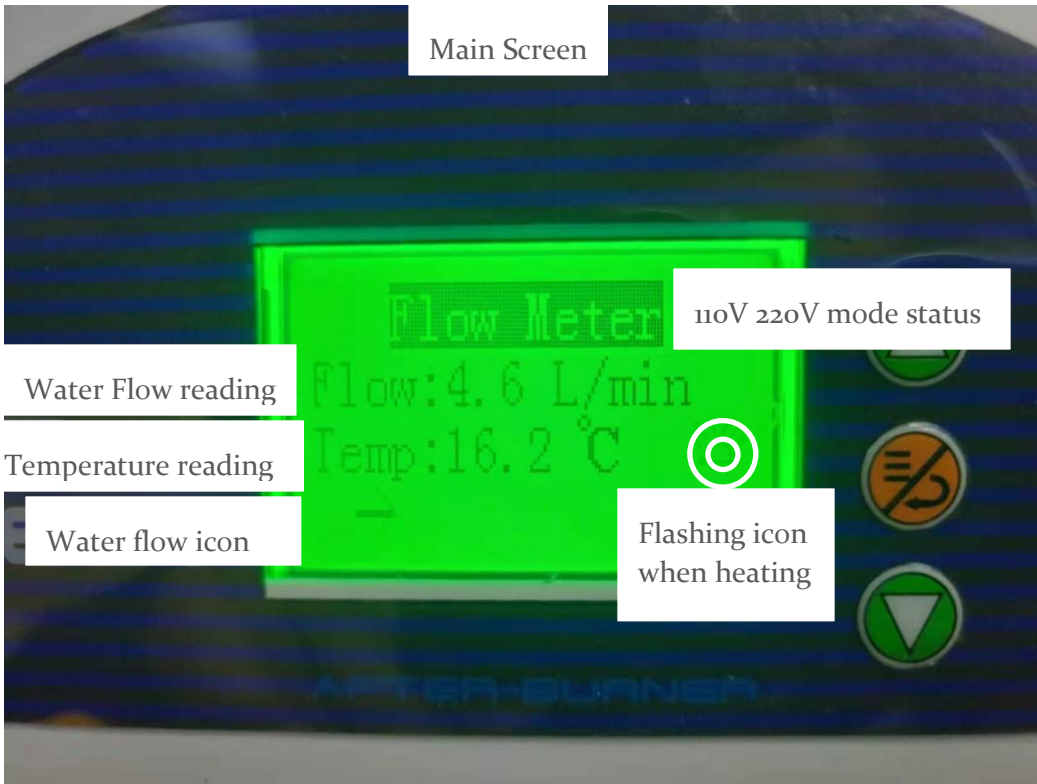 Main Screen
Flow Meter
110V 220V mode status
Water Flow reading
Flow:4.6 L/min
Temperature reading
Temp:16.2 ℃
Water flow icon
→
Flashing icon
when heating
AFTER-BURNER